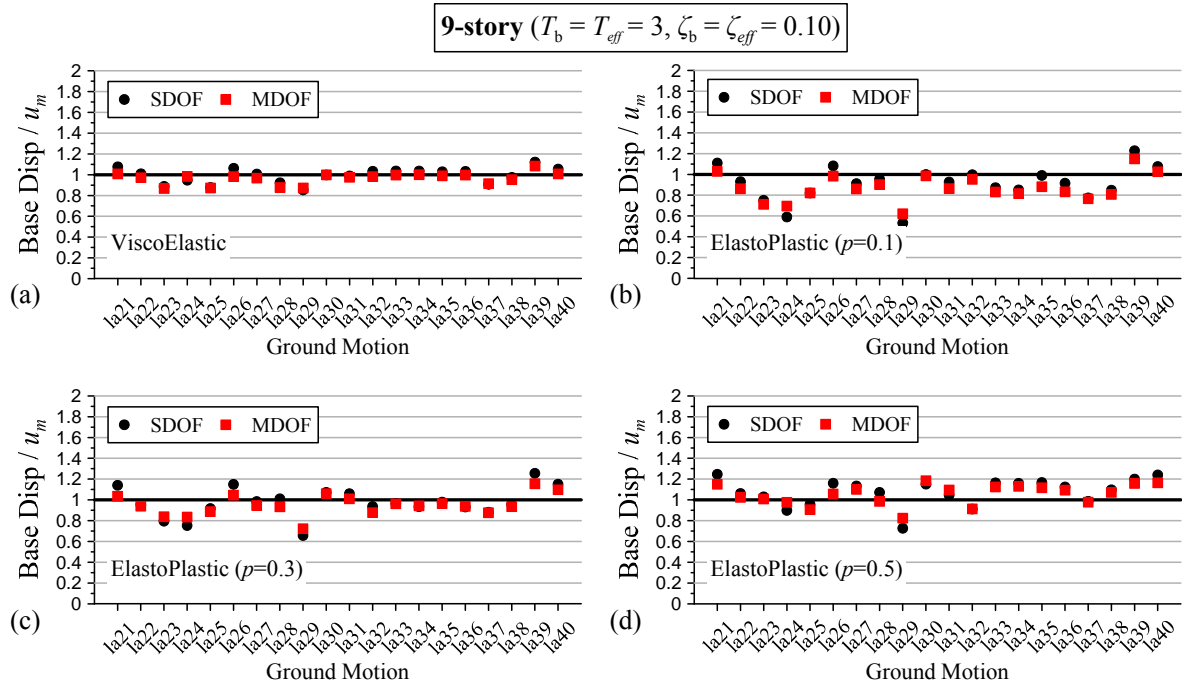 9-story (T_b = T_eff = 3, ζ_b = ζ_eff = 0.10)
Base Disp / u_m
2
1.8
1.6
1.4
1.2
1
0.8
0.6
0.4
0.2
0
SDOF MDOF
ViscoElastic
(a)
la21 la22 la23 la24 la25 la26 la27 la28 la29 la30 la31 la32 la33 la34 la35 la36 la37 la38 la39 la40
Ground Motion
Base Disp / u_m
2
1.8
1.6
1.4
1.2
1
0.8
0.6
0.4
0.2
0
SDOF MDOF
ElastoPlastic (p=0.1)
(b)
la21 la22 la23 la24 la25 la26 la27 la28 la29 la30 la31 la32 la33 la34 la35 la36 la37 la38 la39 la40
Ground Motion
Base Disp / u_m
2
1.8
1.6
1.4
1.2
1
0.8
0.6
0.4
0.2
0
SDOF MDOF
ElastoPlastic (p=0.3)
(c)
la21 la22 la23 la24 la25 la26 la27 la28 la29 la30 la31 la32 la33 la34 la35 la36 la37 la38 la39 la40
Ground Motion
Base Disp / u_m
2
1.8
1.6
1.4
1.2
1
0.8
0.6
0.4
0.2
0
SDOF MDOF
ElastoPlastic (p=0.5)
(d)
la21 la22 la23 la24 la25 la26 la27 la28 la29 la30 la31 la32 la33 la34 la35 la36 la37 la38 la39 la40
Ground Motion